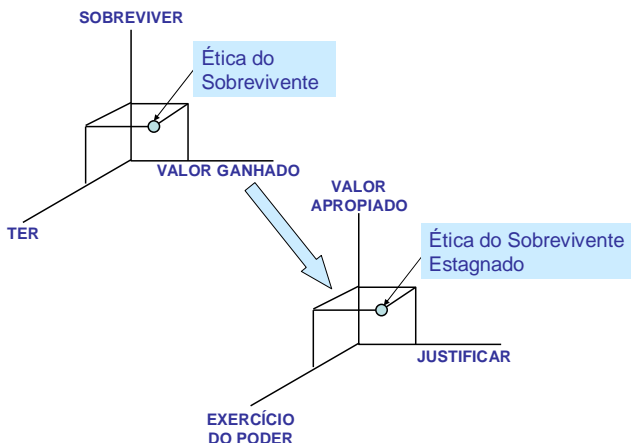 SOBREVIVER
Ética do
Sobrevivente
VALOR GANHADO
TER
VALOR
APROPIADO
Ética do Sobrevivente
Estagnado
JUSTIFICAR
EXERCÍCIO
DO PODER